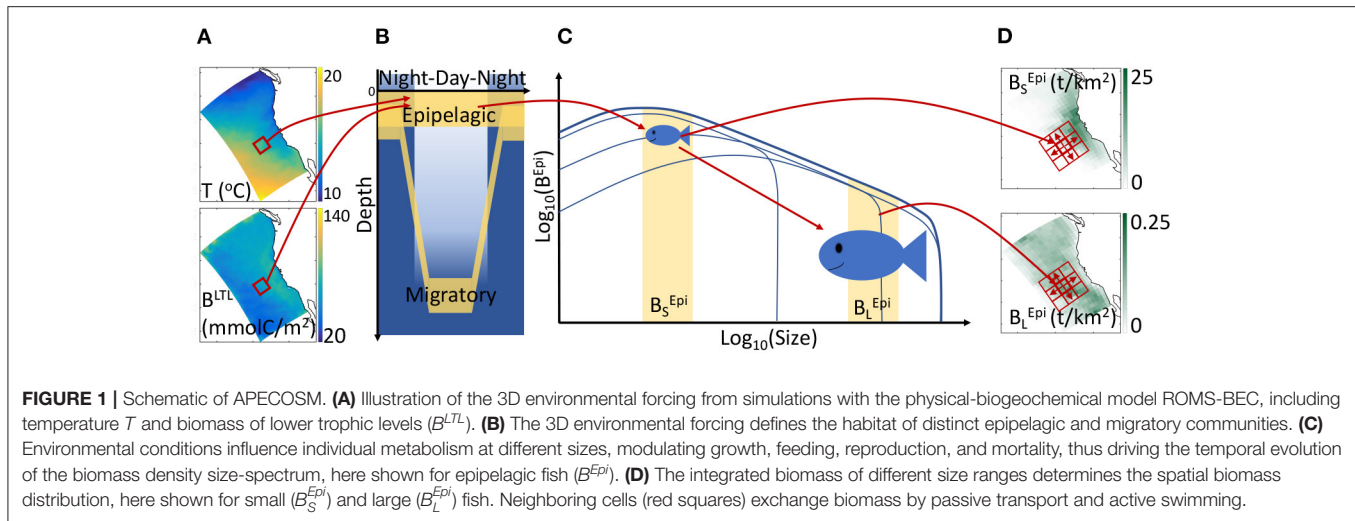 A
B
C
D
20
T (°C)
10
140
B^LTL
(mmolC/m²)
20
Night-Day-Night
0
Epipelagic
Depth
Migratory
Log₁₀(B^Epi)
B_S^Epi
B_L^Epi
Log₁₀(Size)
B_S^Epi (t/km²)
25
0
0.25
B_L^Epi (t/km²)
0
FIGURE 1 | Schematic of APECOSM. (A) Illustration of the 3D environmental forcing from simulations with the physical-biogeochemical model ROMS-BEC, including
temperature T and biomass of lower trophic levels (B^LTL). (B) The 3D environmental forcing defines the habitat of distinct epipelagic and migratory communities. (C)
Environmental conditions influence individual metabolism at different sizes, modulating growth, feeding, reproduction, and mortality, thus driving the temporal evolution
of the biomass density size-spectrum, here shown for epipelagic fish (B^Epi). (D) The integrated biomass of different size ranges determines the spatial biomass
distribution, here shown for small (B_S^Epi) and large (B_L^Epi) fish. Neighboring cells (red squares) exchange biomass by passive transport and active swimming.